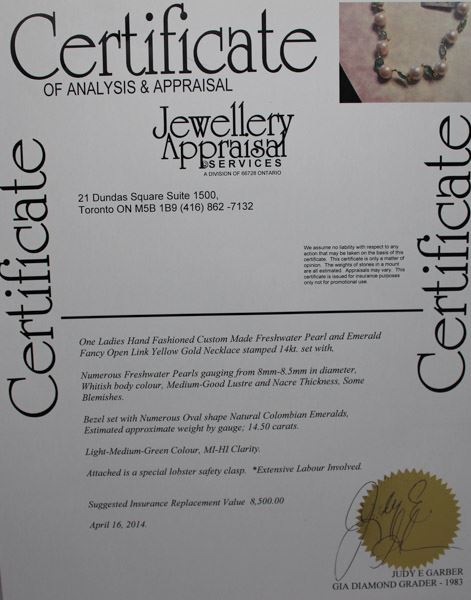 Certificate
OF ANALYSIS & APPRAISAL
Jewellery
Appraisal
SERVICES
A DIVISION OF 66728 ONTARIO
21 Dundas Square Suite 1500,
Toronto ON M5B 1B9 (416) 862 -7132
Certificate
Certificate
We assume no liability with respect to any
action that may be taken on the basis of this
certificate. This certificate is only a matter of
opinion. The weights of stones in a mount
are all estimated. Appraisals may vary. This
certificate is issued for insurance purposes
only not for promotional use.
One Ladies Hand Fashioned Custom Made Freshwater Pearl and Emerald
Fancy Open Link Yellow Gold Necklace stamped 14kt. set with,
Numerous Freshwater Pearls gauging from 8mm-8.5mm in diameter,
Whitish body colour, Medium-Good Lustre and Nacre Thickness, Some
Blemishes.
Bezel set with Numerous Oval shape Natural Colombian Emeralds,
Estimated approximate weight by gauge; 14.50 carats.
Light-Medium-Green Colour, MI-HI Clarity.
Attached is a special lobster safety clasp. *Extensive Labour Involved.
Suggested Insurance Replacement Value 8,500.00
April 16, 2014.
JUDY E GARBER
GIA DIAMOND GRADER - 1983